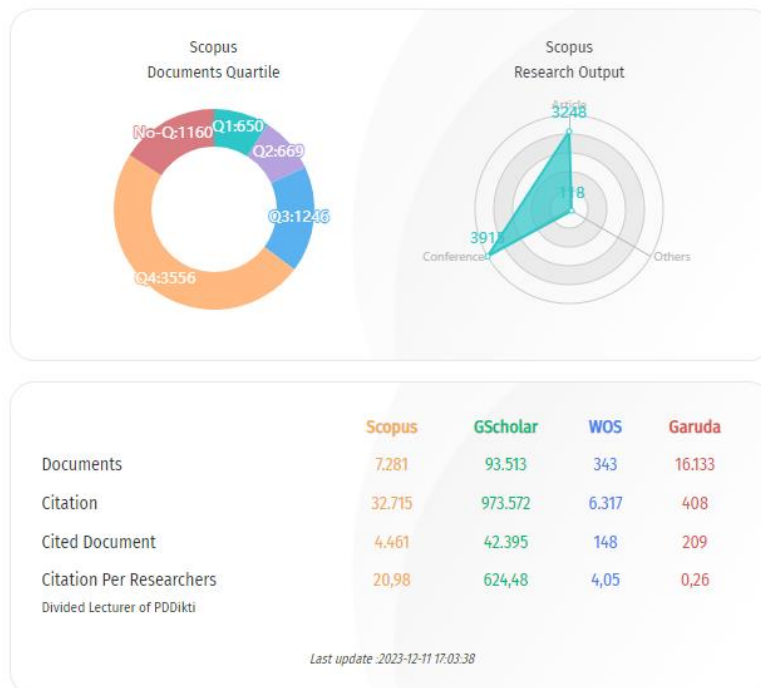 Scopus
Documents Quartile
No-Q:1160
Q1:650
Q2:669
Q3:1246
Q4:3556
Scopus
Research Output
Article
3248
118
3915
Conference
Others
Scopus GScholar WOS Garuda
Documents 7.281 93.513 343 16.133
Citation 32.715 973.572 6.317 408
Cited Document 4.461 42.395 148 209
Citation Per Researchers 20,98 624,48 4,05 0,26
Divided Lecturer of PDDikti
Last update :2023-12-11 17:03:38